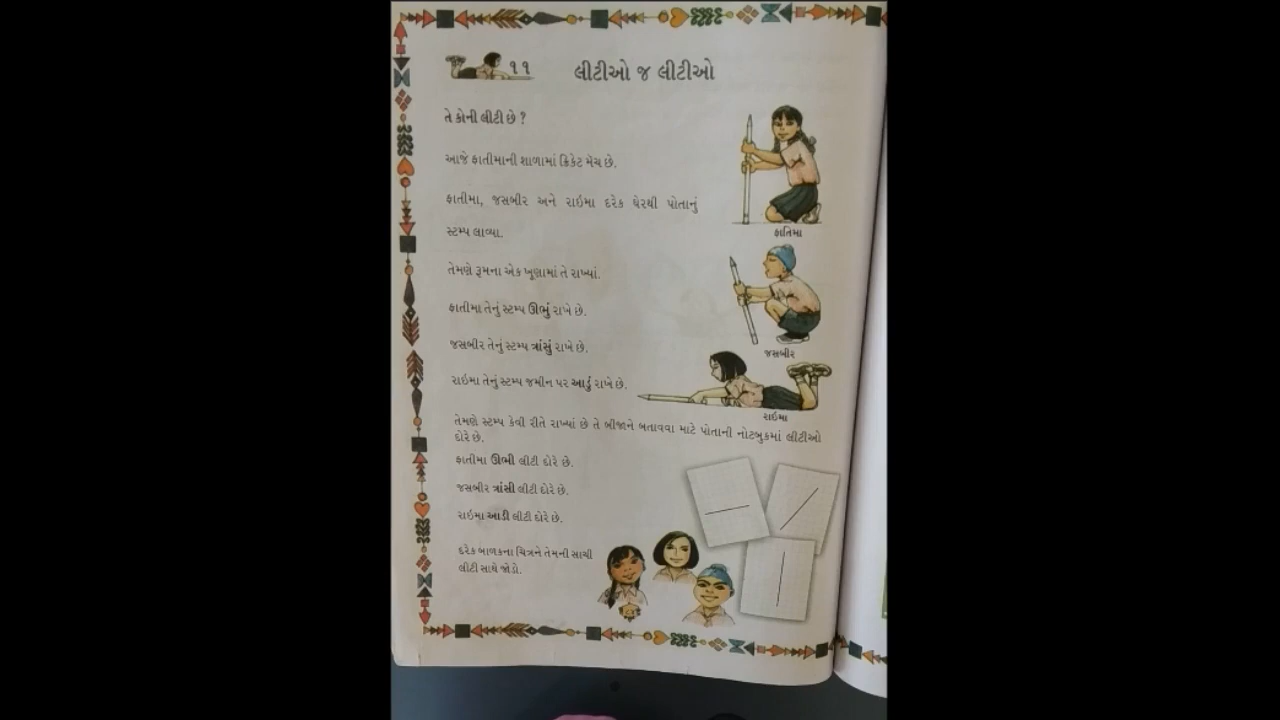 ૧૧
લીટીઓ જ લીટીઓ
તે કોની લીટી છે ?
આજે ફાતીમાની શાળામાં ક્રિકેટ મૅચ છે.
ફાતીમા, જસબીર અને રાઇમા દરેક ઘેરથી પોતાનું
સ્ટમ્પ લાવ્યા.
તેમણે રૂમના એક ખૂણામાં તે રાખ્યાં.
ફાતીમા તેનું સ્ટમ્પ ઊભું રાખે છે.
જસબીર તેનું સ્ટમ્પ ત્રાંસું રાખે છે.
રાઇમા તેનું સ્ટમ્પ જમીન પર આડું રાખે છે.
ફાતિમા
જસબીર
રાઇમા
તેમણે સ્ટમ્પ કેવી રીતે રાખ્યાં છે તે બીજાને બતાવવા માટે પોતાની નોટબુકમાં લીટીઓ
દોરે છે.
ફાતીમા ઊભી લીટી દોરે છે.
જસબીર ત્રાંસી લીટી દોરે છે.
રાઇમા આડી લીટી દોરે છે.
દરેક બાળકના ચિત્રને તેમની સાચી
લીટી સાથે જોડો.